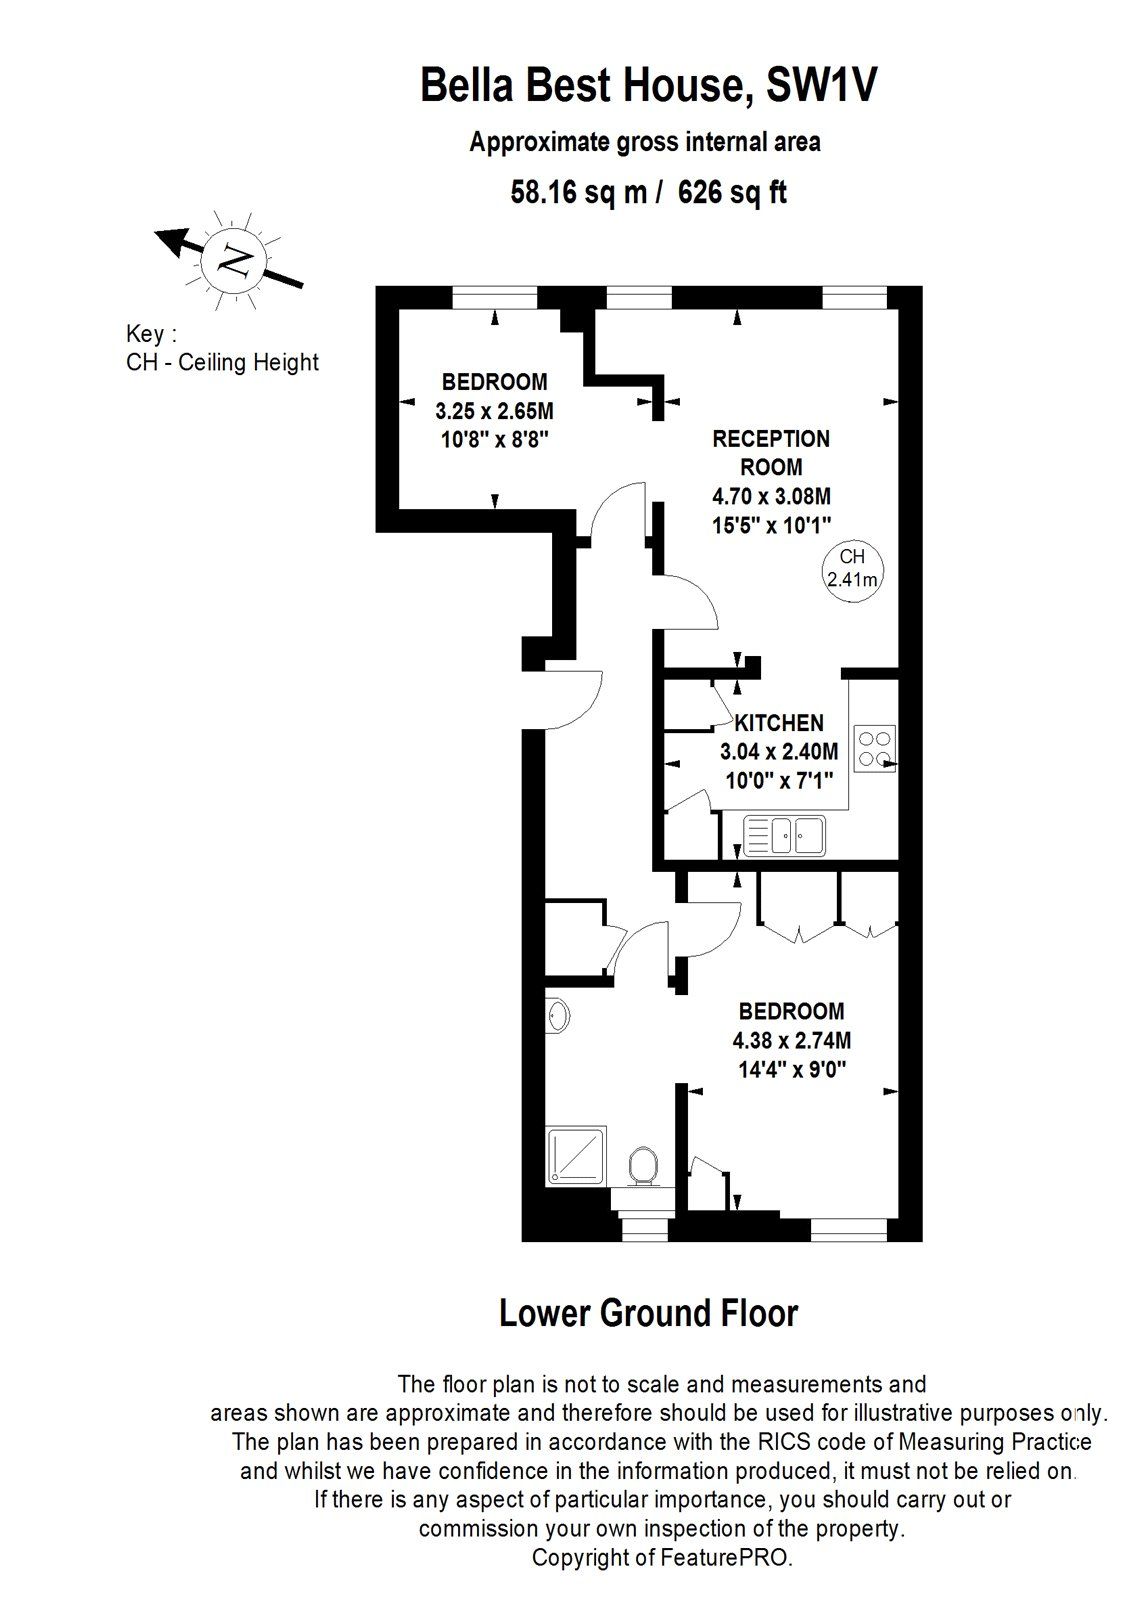 Bella Best House, SW1V
Approximate gross internal area
58.16 sq m / 626 sq ft
N
Key :
CH - Ceiling Height
BEDROOM
3.25 x 2.65M
10'8" x 8'8"
RECEPTION
ROOM
4.70 x 3.08M
15'5" x 10'1"
CH
2.41m
KITCHEN
3.04 x 2.40M
10'0" x 7'1"
BEDROOM
4.38 x 2.74M
14'4" x 9'0"
Lower Ground Floor
The floor plan is not to scale and measurements and
areas shown are approximate and therefore should be used for illustrative purposes only.
The plan has been prepared in accordance with the RICS code of Measuring Practice
and whilst we have confidence in the information produced, it must not be relied on.
If there is any aspect of particular importance, you should carry out or
commission your own inspection of the property.
Copyright of FeaturePRO.